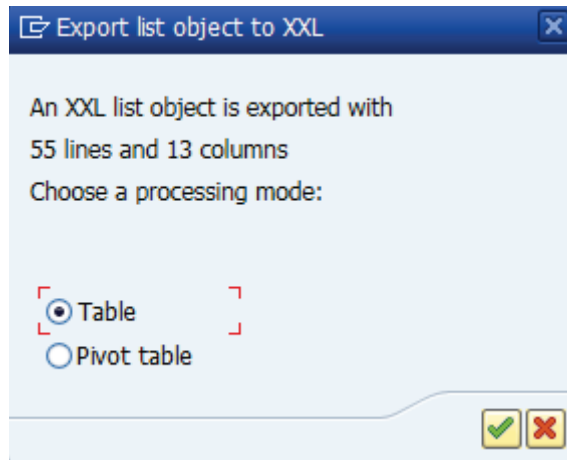 Export list object to XXL
An XXL list object is exported with
55 lines and 13 columns
Choose a processing mode:
Table
Pivot table